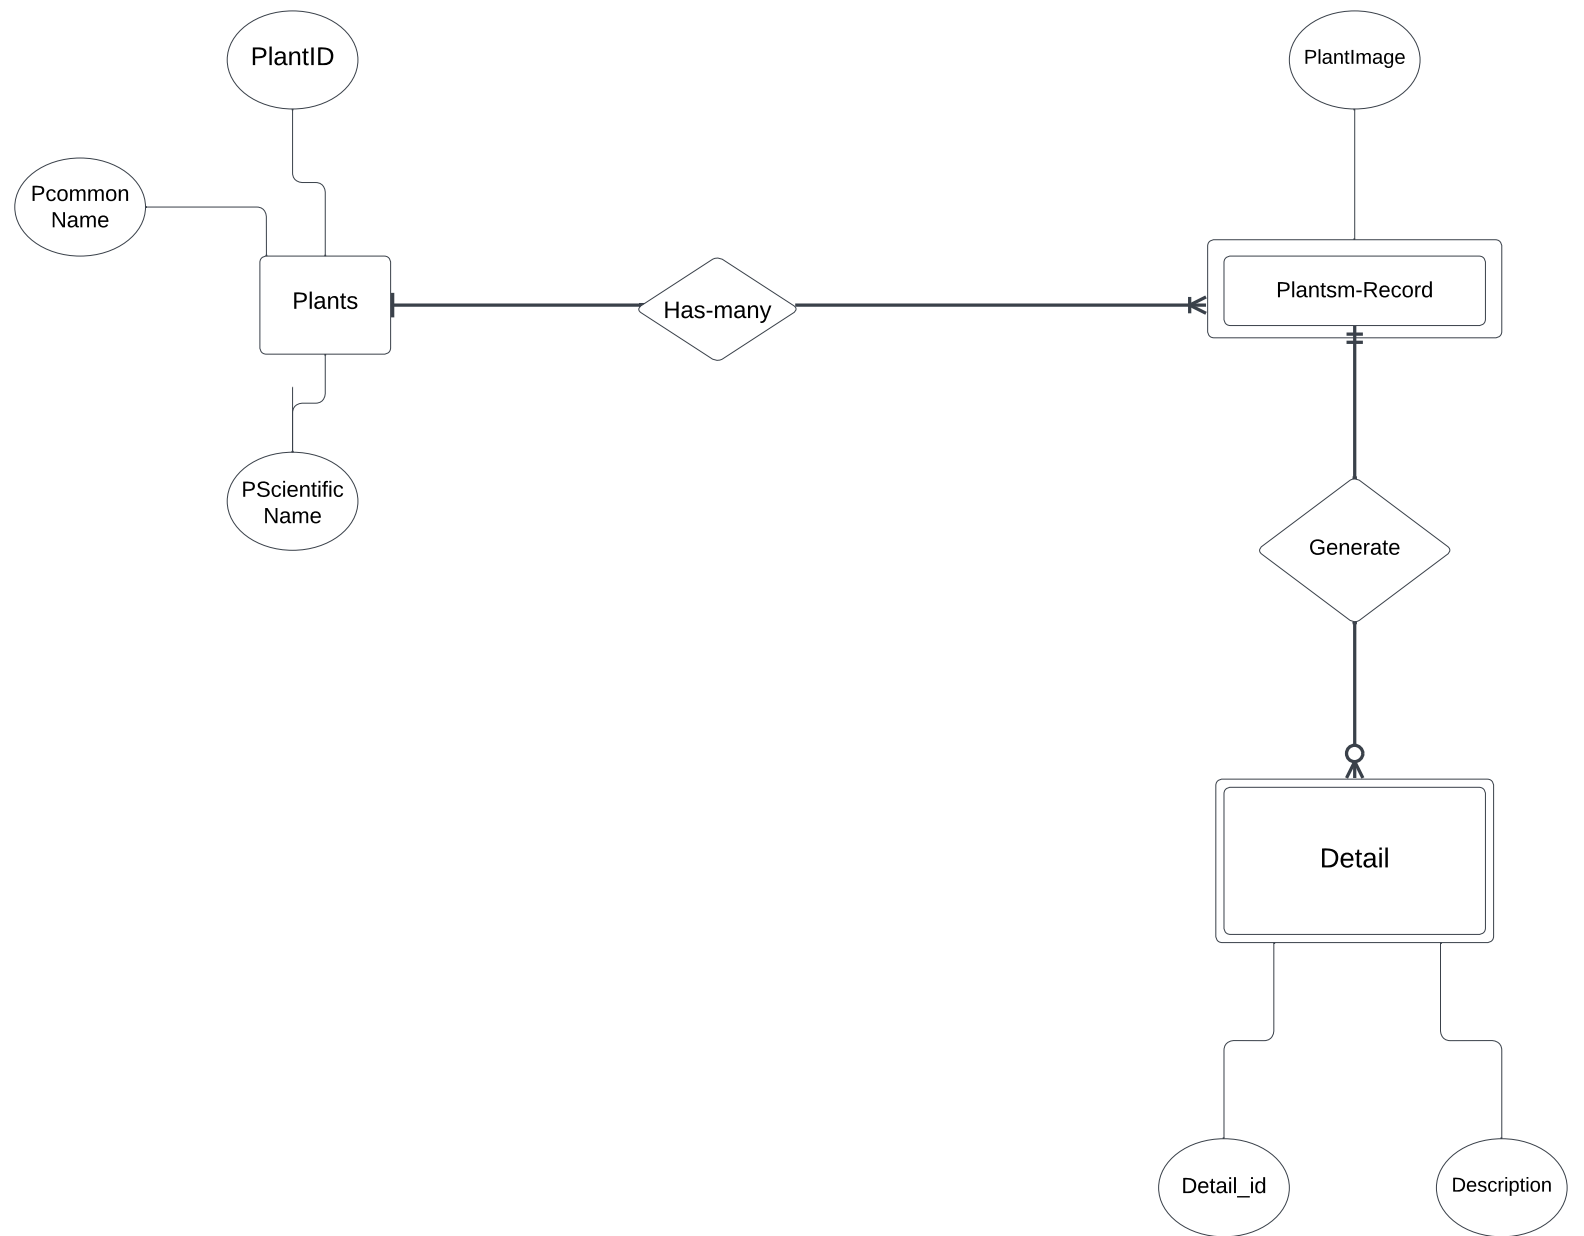 PlantID
PlantImage
Pcommon
Name
Plants
Has-many
Plantsm-Record
PScientific
Name
Generate
Detail
Detail_id
Description